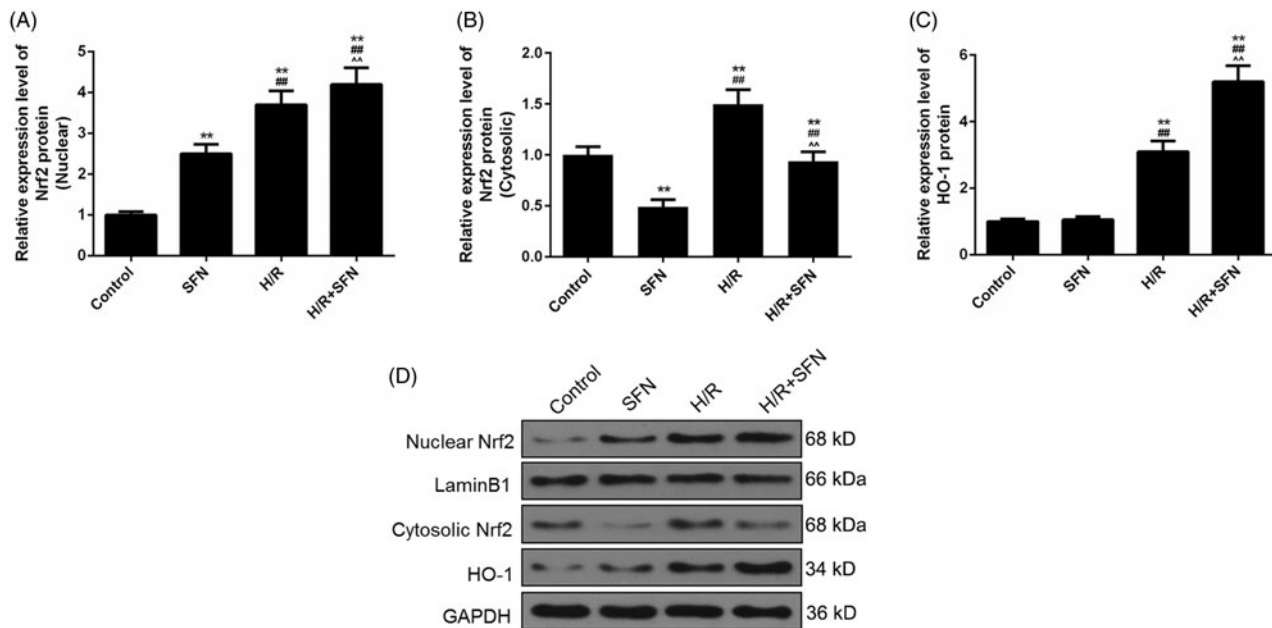 (A)
Relative expression level of
Nrf2 protein
(Nuclear)
5
4
3
2
1
0
**
**
##
**
##
^^
Control
SFN
H/R
H/R+SFN
(B)
Relative expression level of
Nrf2 protein
(Cytosolic)
2.0
1.5
1.0
0.5
0.0
**
**
##
**
##
^^
Control
SFN
H/R
H/R+SFN
(C)
Relative expression level of
HO-1 protein
6
4
2
0
**
##
**
##
^^
Control
SFN
H/R
H/R+SFN
(D)
Control SFN H/R H/R+SFN
Nuclear Nrf2 68 kD
LaminB1 66 kDa
Cytosolic Nrf2 68 kDa
HO-1 34 kD
GAPDH 36 kD